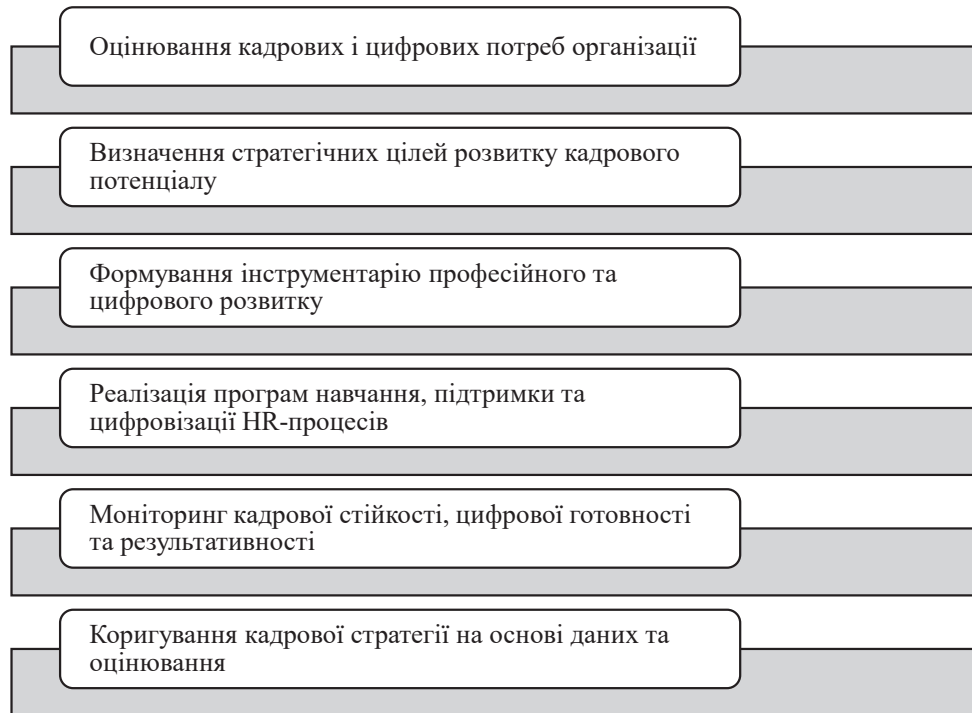 Оцінювання кадрових і цифрових потреб організації
Визначення стратегічних цілей розвитку кадрового
потенціалу
Формування інструментарію професійного та
цифрового розвитку
Реалізація програм навчання, підтримки та
цифровізації HR-процесів
Моніторинг кадрової стійкості, цифрової готовності
та результативності
Коригування кадрової стратегії на основі даних та
оцінювання